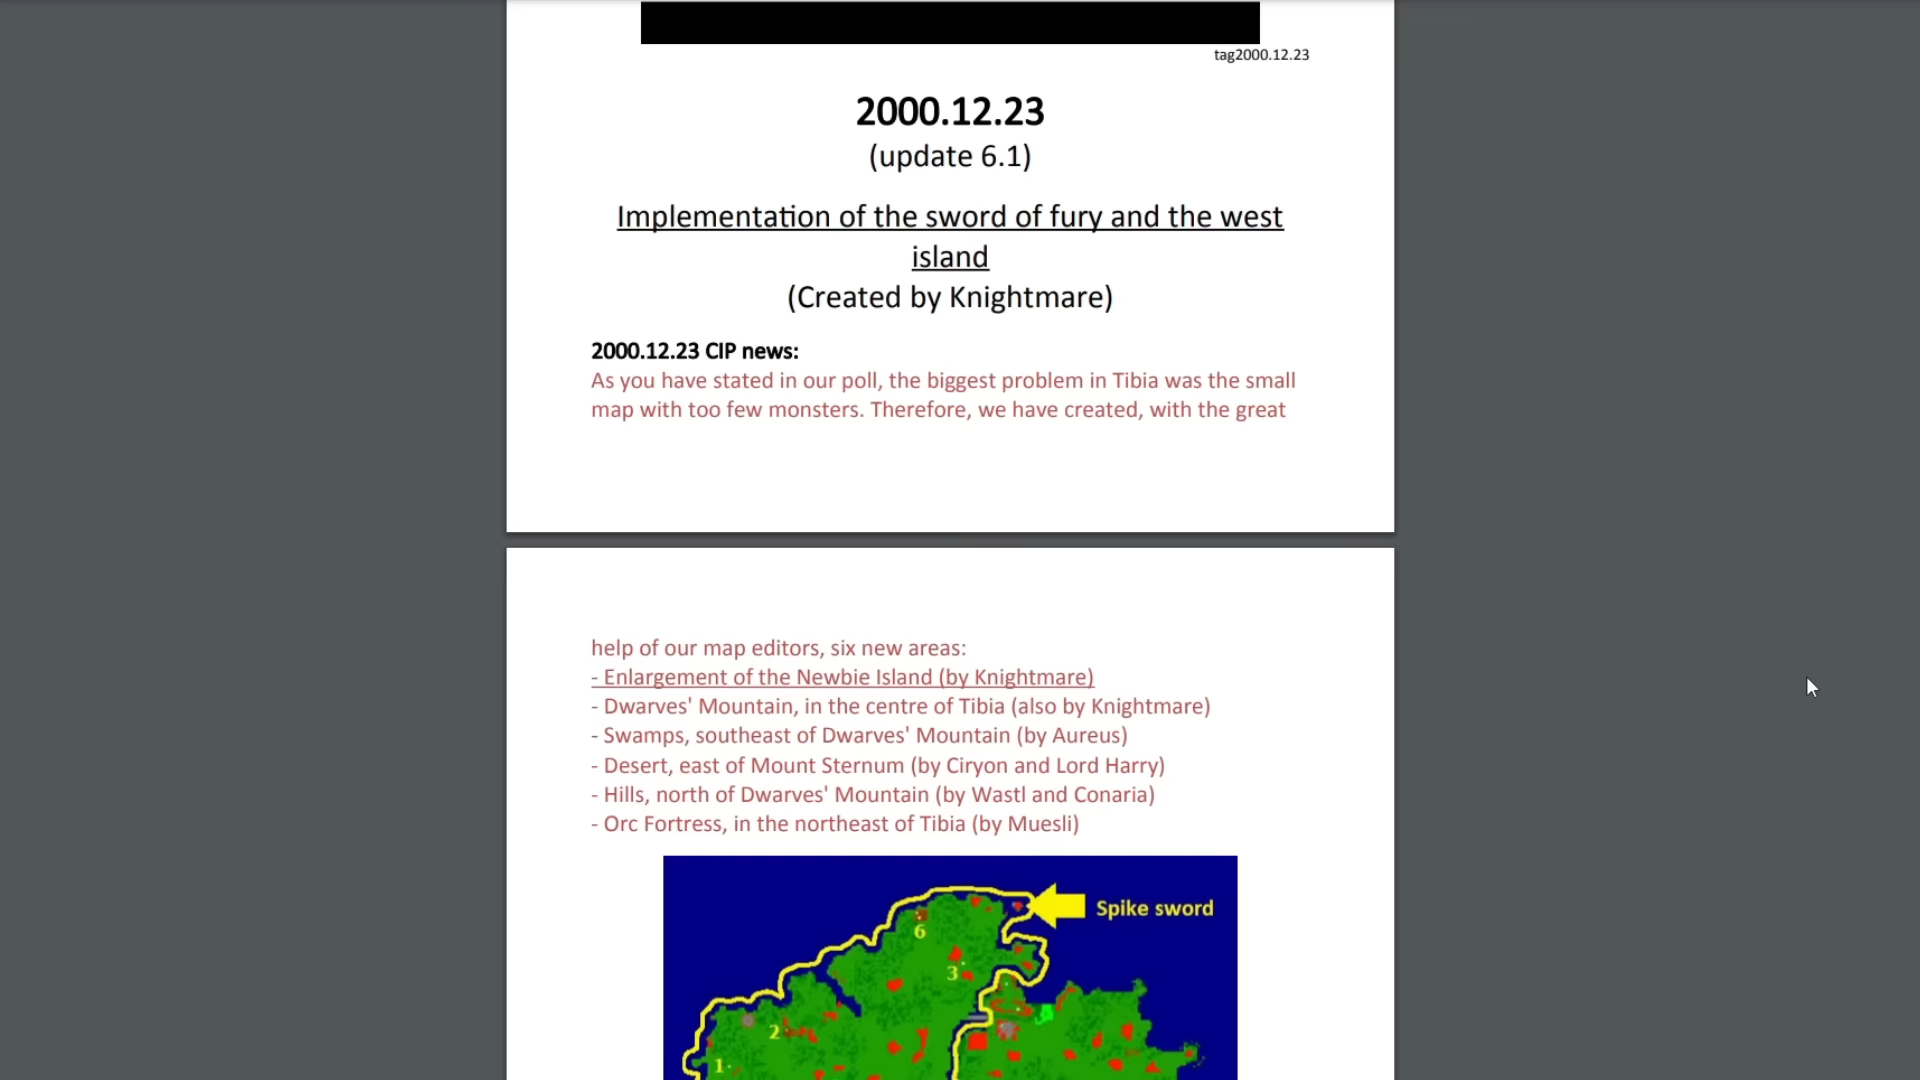 tag2000.12.23
2000.12.23
(update 6.1)
Implementation of the sword of fury and the west
island
(Created by Knightmare)
2000.12.23 CIP news:
As you have stated in our poll, the biggest problem in Tibia was the small
map with too few monsters. Therefore, we have created, with the great
help of our map editors, six new areas:
- Enlargement of the Newbie Island (by Knightmare)
- Dwarves' Mountain, in the centre of Tibia (also by Knightmare)
- Swamps, southeast of Dwarves' Mountain (by Aureus)
- Desert, east of Mount Sternum (by Ciryon and Lord Harry)
- Hills, north of Dwarves' Mountain (by Wastl and Conaria)
- Orc Fortress, in the northeast of Tibia (by Muesli)
Spike sword
6
3
2
1